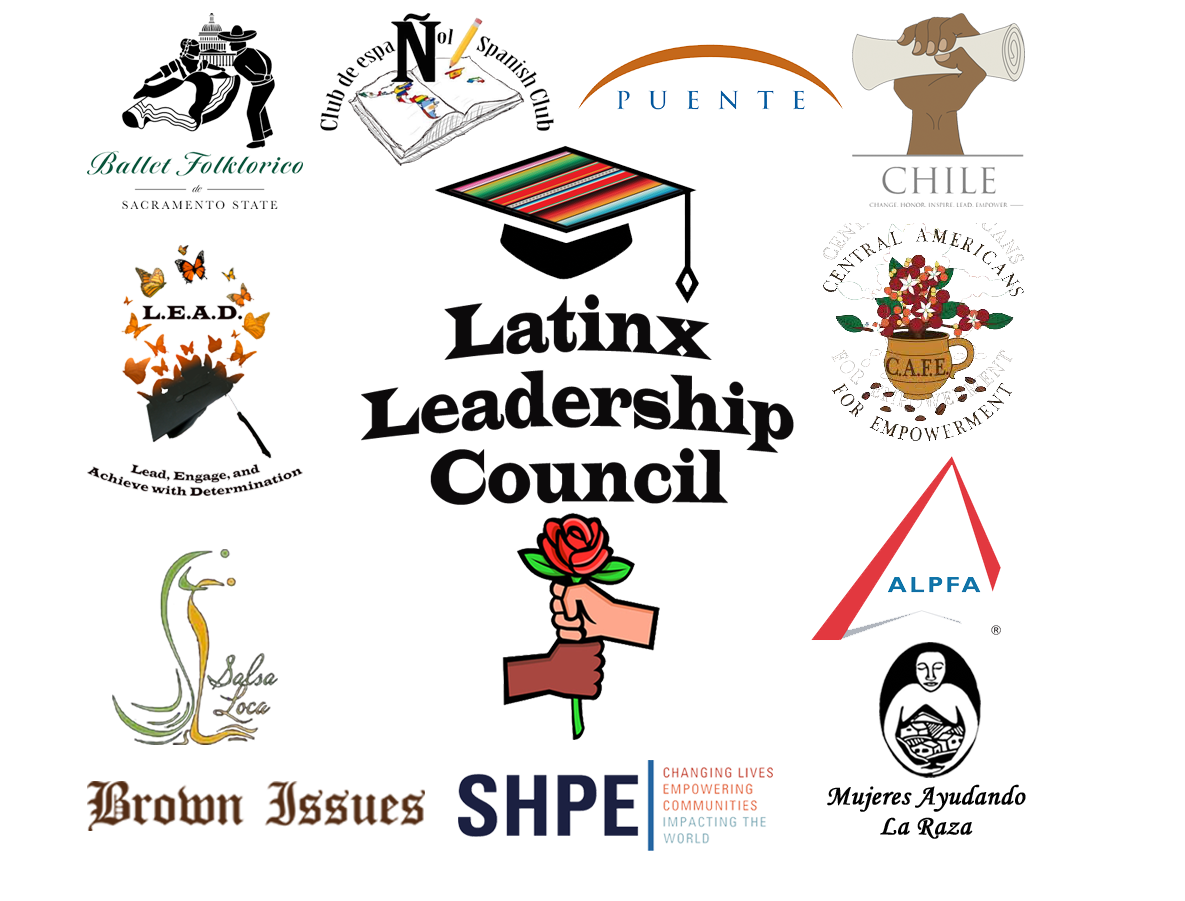 Club de espaÑol Spanish Club
PUENTE
Ballet Folklorico
de
SACRAMENTO STATE
CHILE
CHANGE. HONOR. INSPIRE. LEAD. EMPOWER
CENTRAL AMERICANS
C.A.F.E.
FOR EMPOWERMENT
L.E.A.D.
Lead, Engage, and
Achieve with Determination
Latinx
Leadership
Council
ALPFA
®
Salsa
Loca
Brown Issues
SHPE
CHANGING LIVES
EMPOWERING
COMMUNITIES
IMPACTING THE
WORLD
Mujeres Ayudando
La Raza